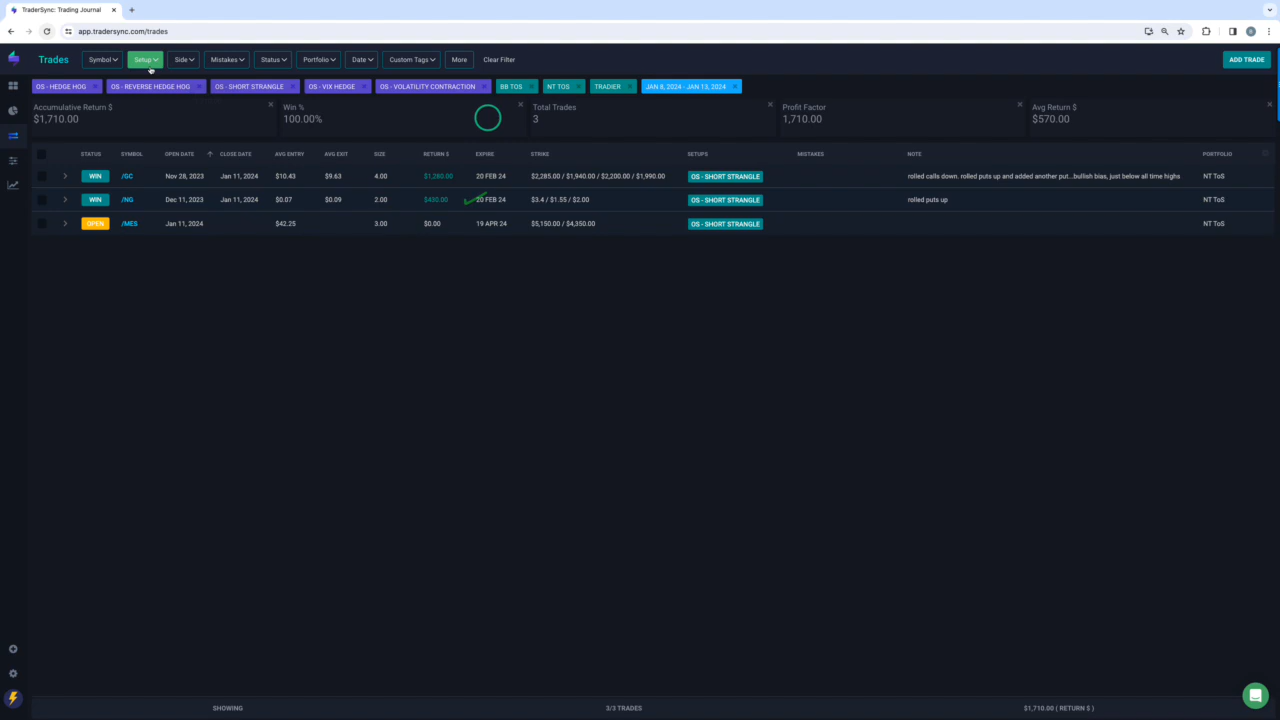 TraderSync: Trading Journal
app.tradersync.com/trades
Trades Symbol Setup Side Mistakes Status Portfolio Date Custom Tags More Clear Filter ADD TRADE
OS - HEDGE HOG × OS - REVERSE HEDGE HOG × OS - SHORT STRANGLE × OS - VIX HEDGE × OS - VOLATILITY CONTRACTION × BB TOS × NT TOS × TRADIER × JAN 8, 2024 - JAN 13, 2024 ×
Accumulative Return $ Win % Total Trades Profit Factor Avg Return $
$1,710.00 100.00% 3 1,710.00 $570.00
STATUS SYMBOL OPEN DATE CLOSE DATE AVG ENTRY AVG EXIT SIZE RETURN $ EXPIRE STRIKE SETUPS MISTAKES NOTE PORTFOLIO
WIN /GC Nov 28, 2023 Jan 11, 2024 $10.43 $9.63 4.00 $1,280.00 20 FEB 24 $2,285.00 / $1,940.00 / $2,200.00 / $1,990.00 OS - SHORT STRANGLE rolled calls down. rolled puts up and added another put...bullish bias, just below all time highs NT ToS
WIN /NG Dec 11, 2023 Jan 11, 2024 $0.07 $0.09 2.00 $430.00 20 FEB 24 $3.4 / $1.55 / $2.00 OS - SHORT STRANGLE rolled puts up NT ToS
OPEN /MES Jan 11, 2024 $42.25 3.00 $0.00 19 APR 24 $5,150.00 / $4,350.00 OS - SHORT STRANGLE NT ToS
SHOWING 3/3 TRADES $1,710.00 ( RETURN $ )